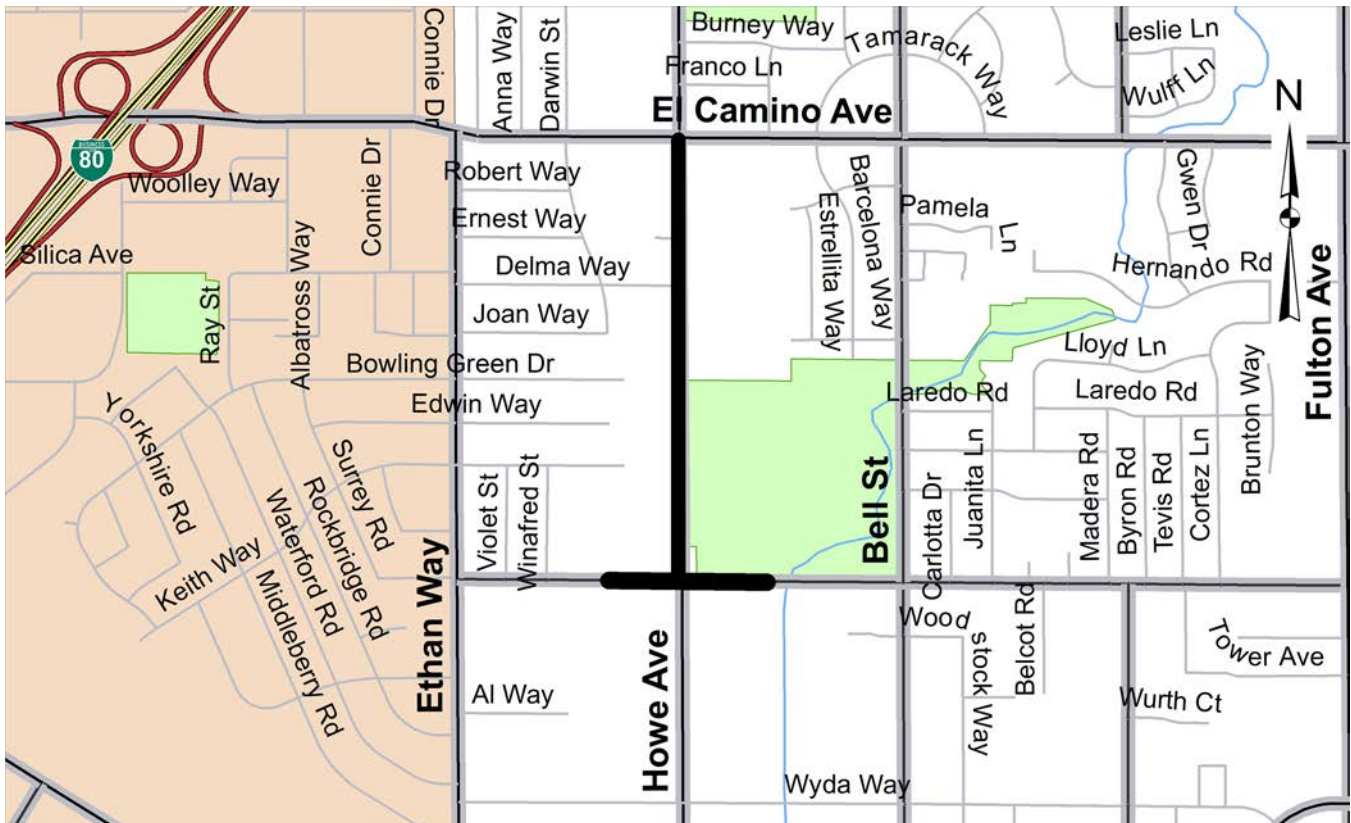 Burney Way
Tamarack Way
Leslie Ln
Connie Dr
Anna Way
Darwin St
Franco Ln
Wulff Ln
N
El Camino Ave
BUSINESS
80
Woolley Way
Connie Dr
Robert Way
Barcelona Way
Gwen Dr
Ernest Way
Estrellita Way
Pamela Ln
Silica Ave
Albatross Way
Delma Way
Hernando Rd
Ray St
Joan Way
Fulton Ave
Bowling Green Dr
Lloyd Ln
Edwin Way
Laredo Rd
Laredo Rd
Brunton Way
Yorkshire Rd
Surrey Rd
Rockbridge Rd
Waterford Rd
Middleberry Rd
Keith Way
Violet St
Winafred St
Bell St
Carlotta Dr
Juanita Ln
Madera Rd
Byron Rd
Tevis Rd
Cortez Ln
Ethan Way
Howe Ave
Woodstock Way
Belcot Rd
Tower Ave
Al Way
Wurth Ct
Wyda Way